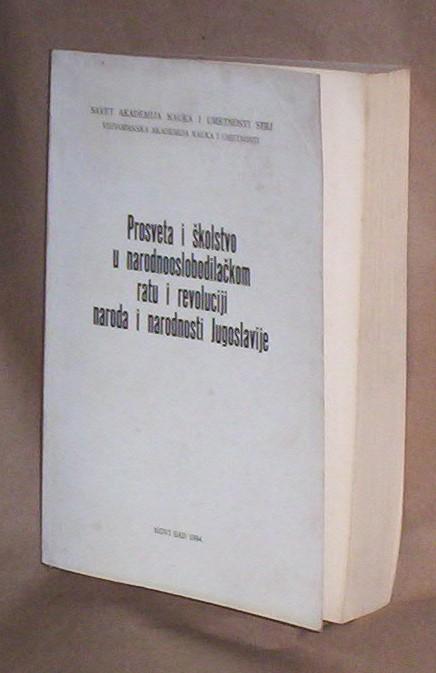 SAVET AKADEMIJA NAUKA I UMETNOSTI SFRJ
VOJVOĐANSKA AKADEMIJA NAUKA I UMETNOSTI
Prosveta i školstvo
u narodnooslobodilačkom
ratu i revoluciji
naroda i narodnosti Jugoslavije
NOVI SAD 1984.